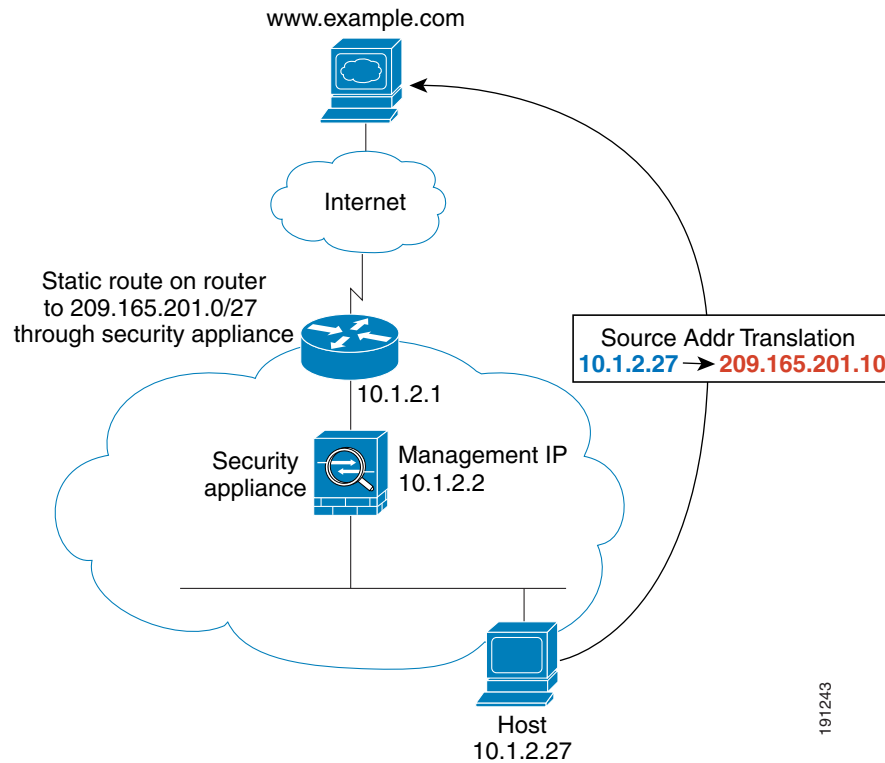 www.example.com
Internet
Static route on router
to 209.165.201.0/27
through security appliance
Source Addr Translation
10.1.2.27 → 209.165.201.10
10.1.2.1
Security
appliance
Management IP
10.1.2.2
Host
10.1.2.27
191243